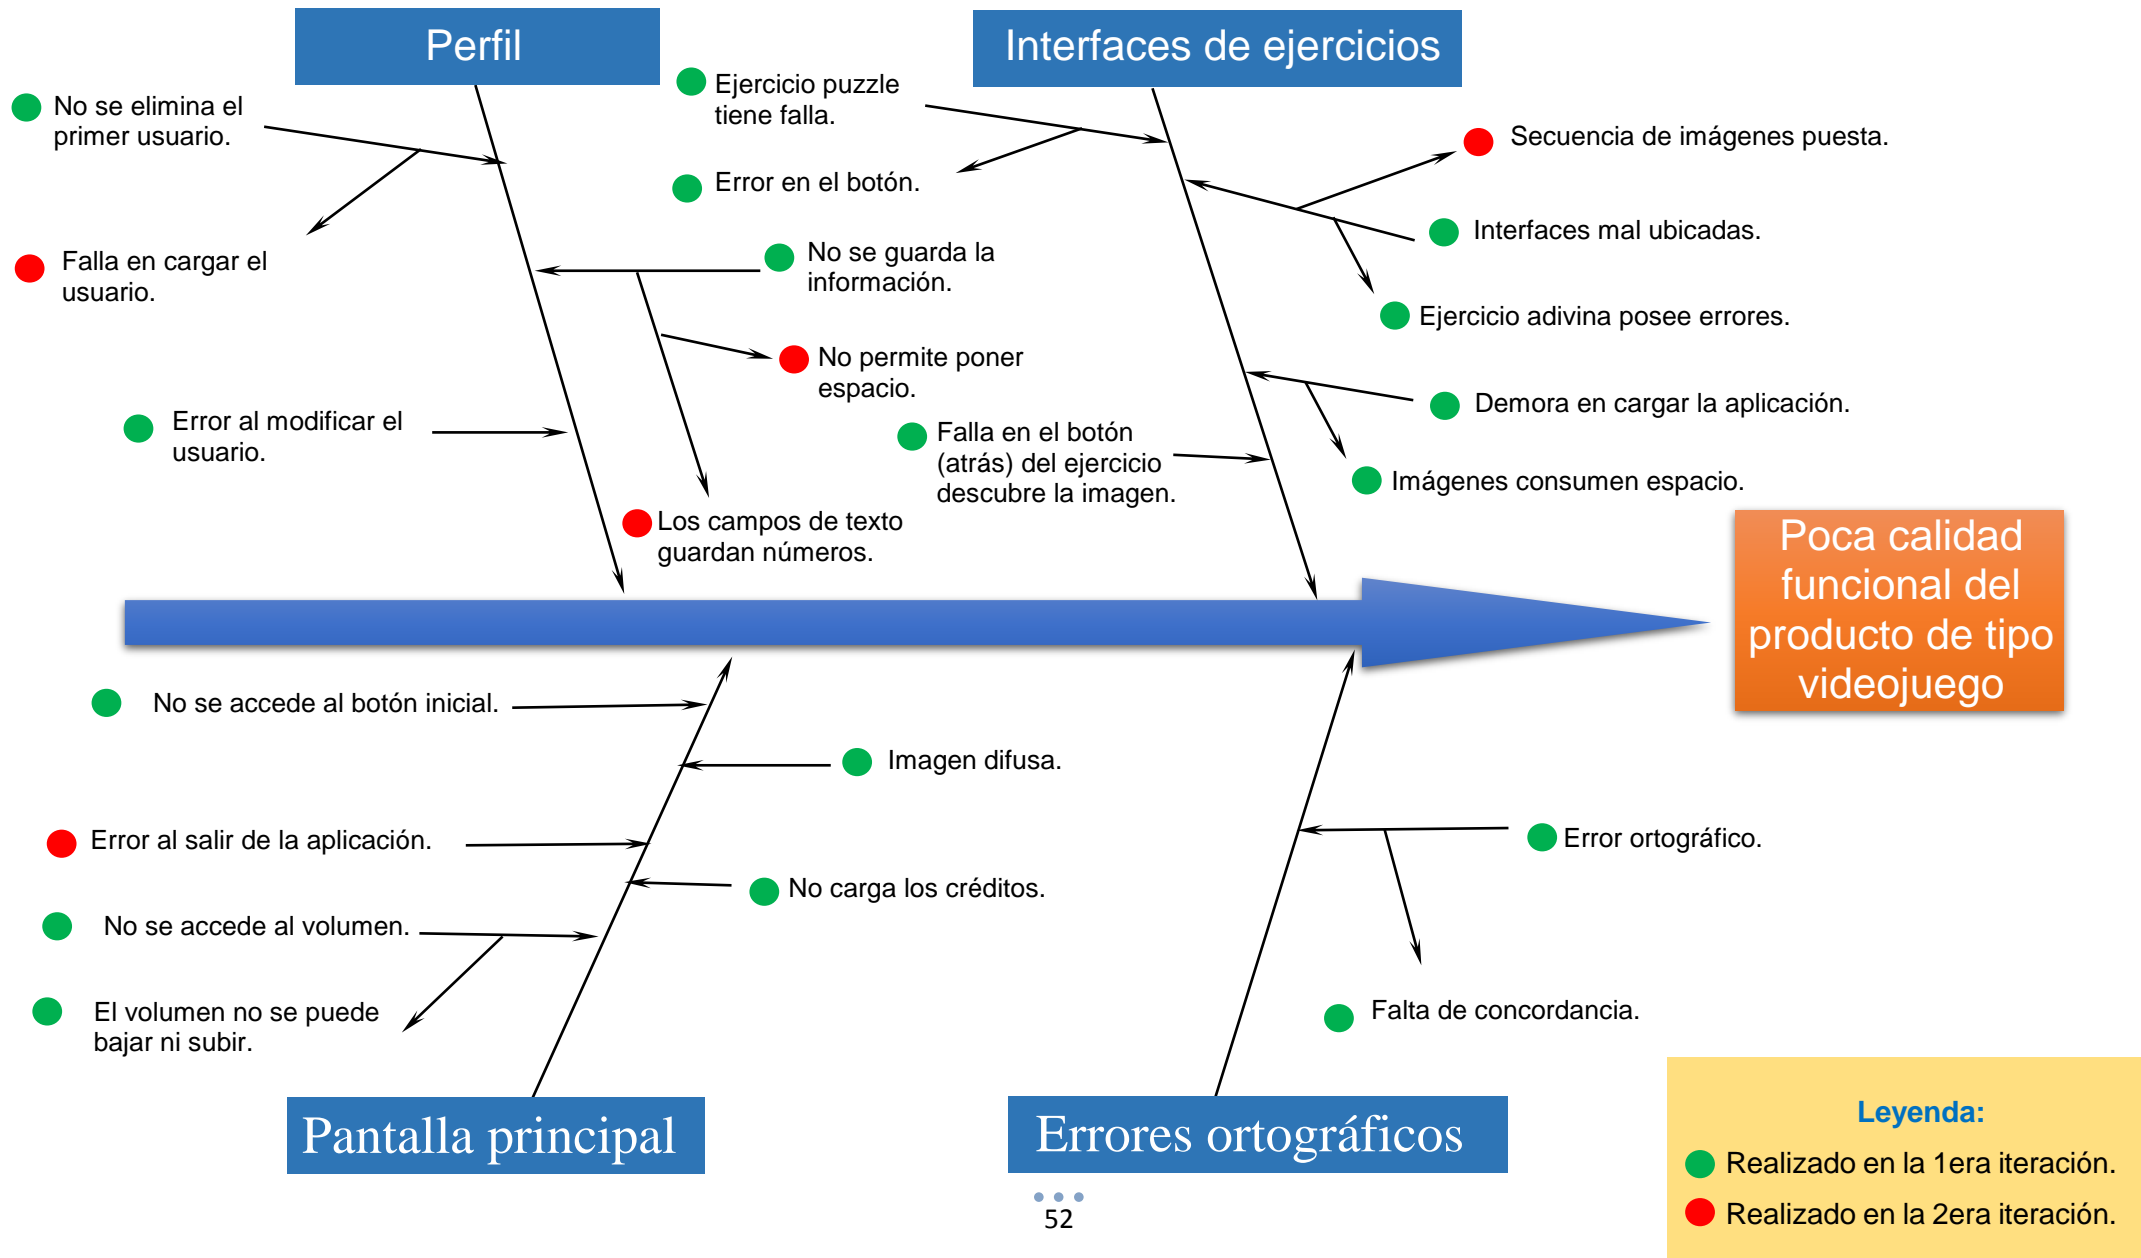 Perfil
Interfaces de ejercicios
No se elimina el
primer usuario.
Ejercicio puzzle
tiene falla.
Secuencia de imágenes puesta.
Error en el botón.
Interfaces mal ubicadas.
Falla en cargar el
usuario.
No se guarda la
información.
Ejercicio adivina posee errores.
No permite poner
espacio.
Error al modificar el
usuario.
Demora en cargar la aplicación.
Falla en el botón
(atrás) del ejercicio
descubre la imagen.
Imágenes consumen espacio.
Los campos de texto
guardan números.
Poca calidad
funcional del
producto de tipo
videojuego
No se accede al botón inicial.
Imagen difusa.
Error al salir de la aplicación.
Error ortográfico.
No carga los créditos.
No se accede al volumen.
El volumen no se puede
bajar ni subir.
Falta de concordancia.
Pantalla principal
Errores ortográficos
Leyenda:
Realizado en la 1era iteración.
Realizado en la 2era iteración.
52